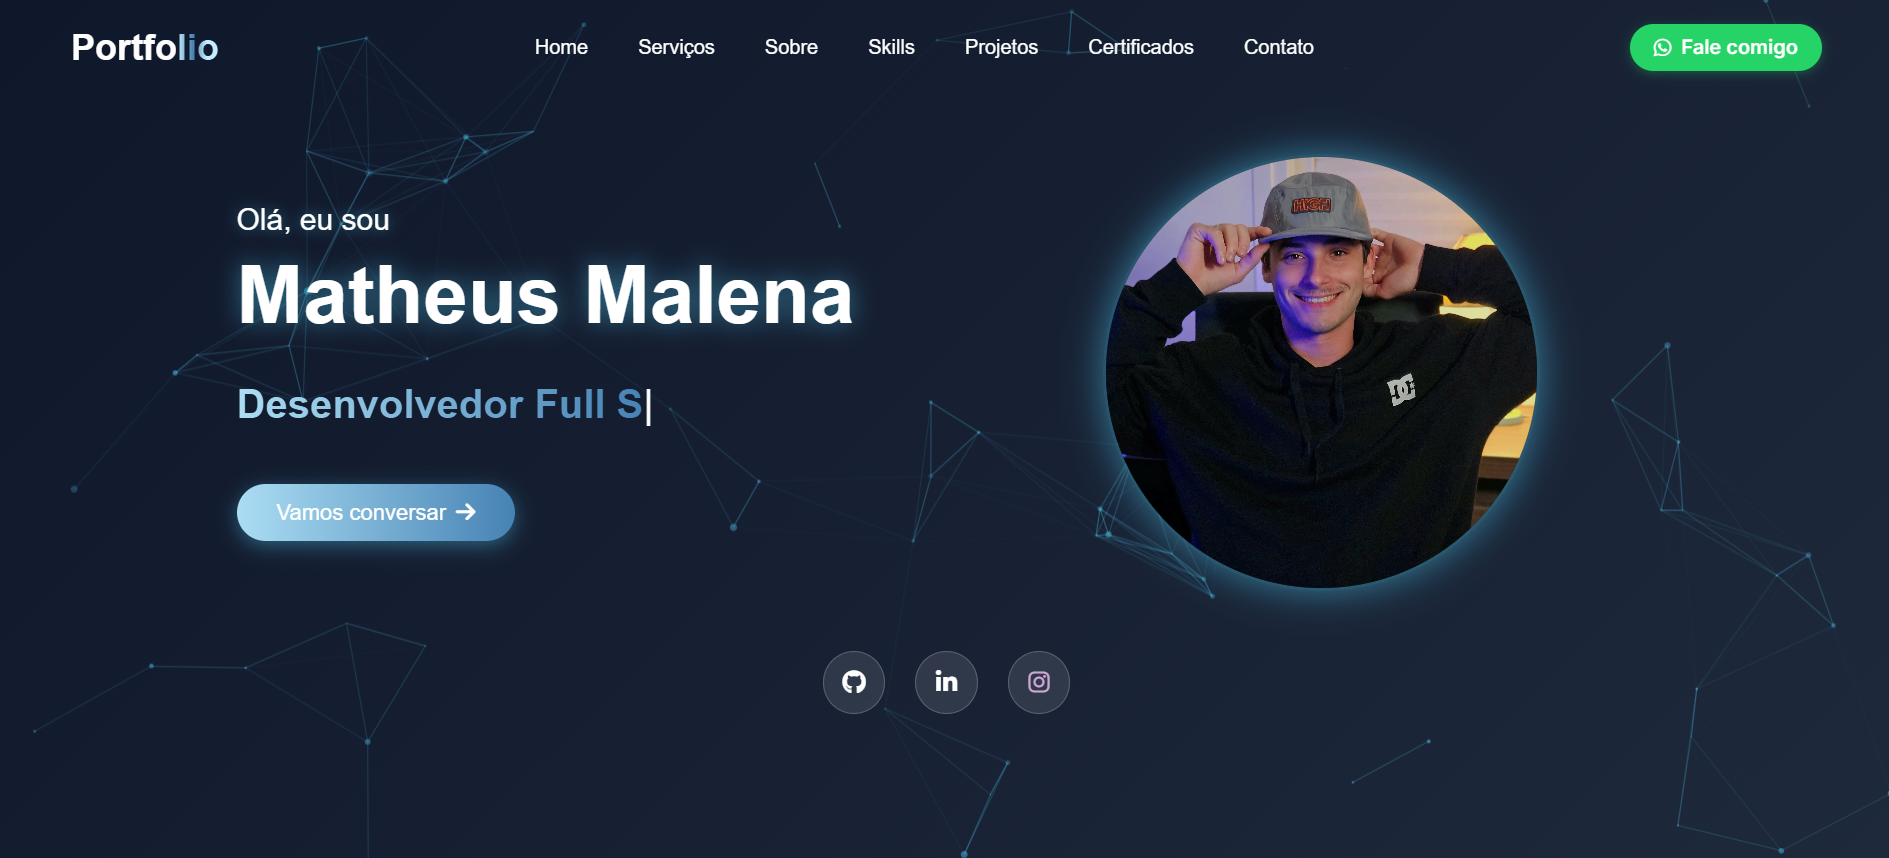 Portfolio
Home Serviços Sobre Skills Projetos Certificados Contato
Fale comigo
Olá, eu sou
Matheus Malena
Desenvolvedor Full S|
Vamos conversar →
HIGH
DC
in